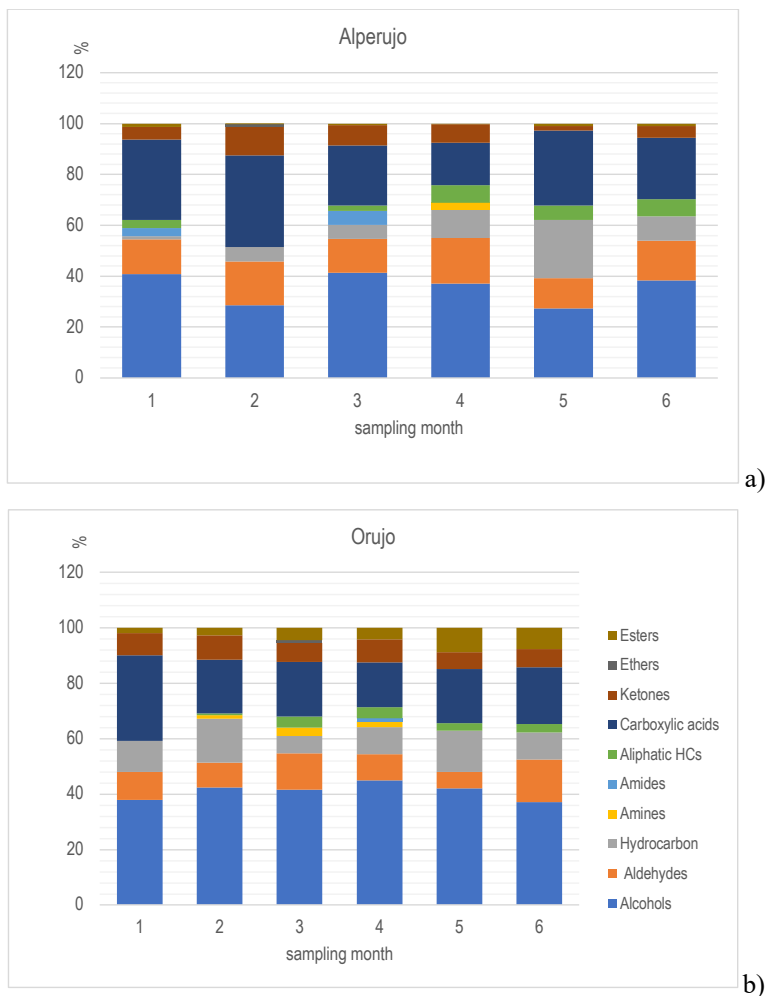 Alperujo
%
120
100
80
60
40
20
0
1 2 3 4 5 6
sampling month
a)
Orujo
%
120
100
80
60
40
20
0
1 2 3 4 5 6
sampling month
Esters
Ethers
Ketones
Carboxylic acids
Aliphatic HCs
Amides
Amines
Hydrocarbon
Aldehydes
Alcohols
b)